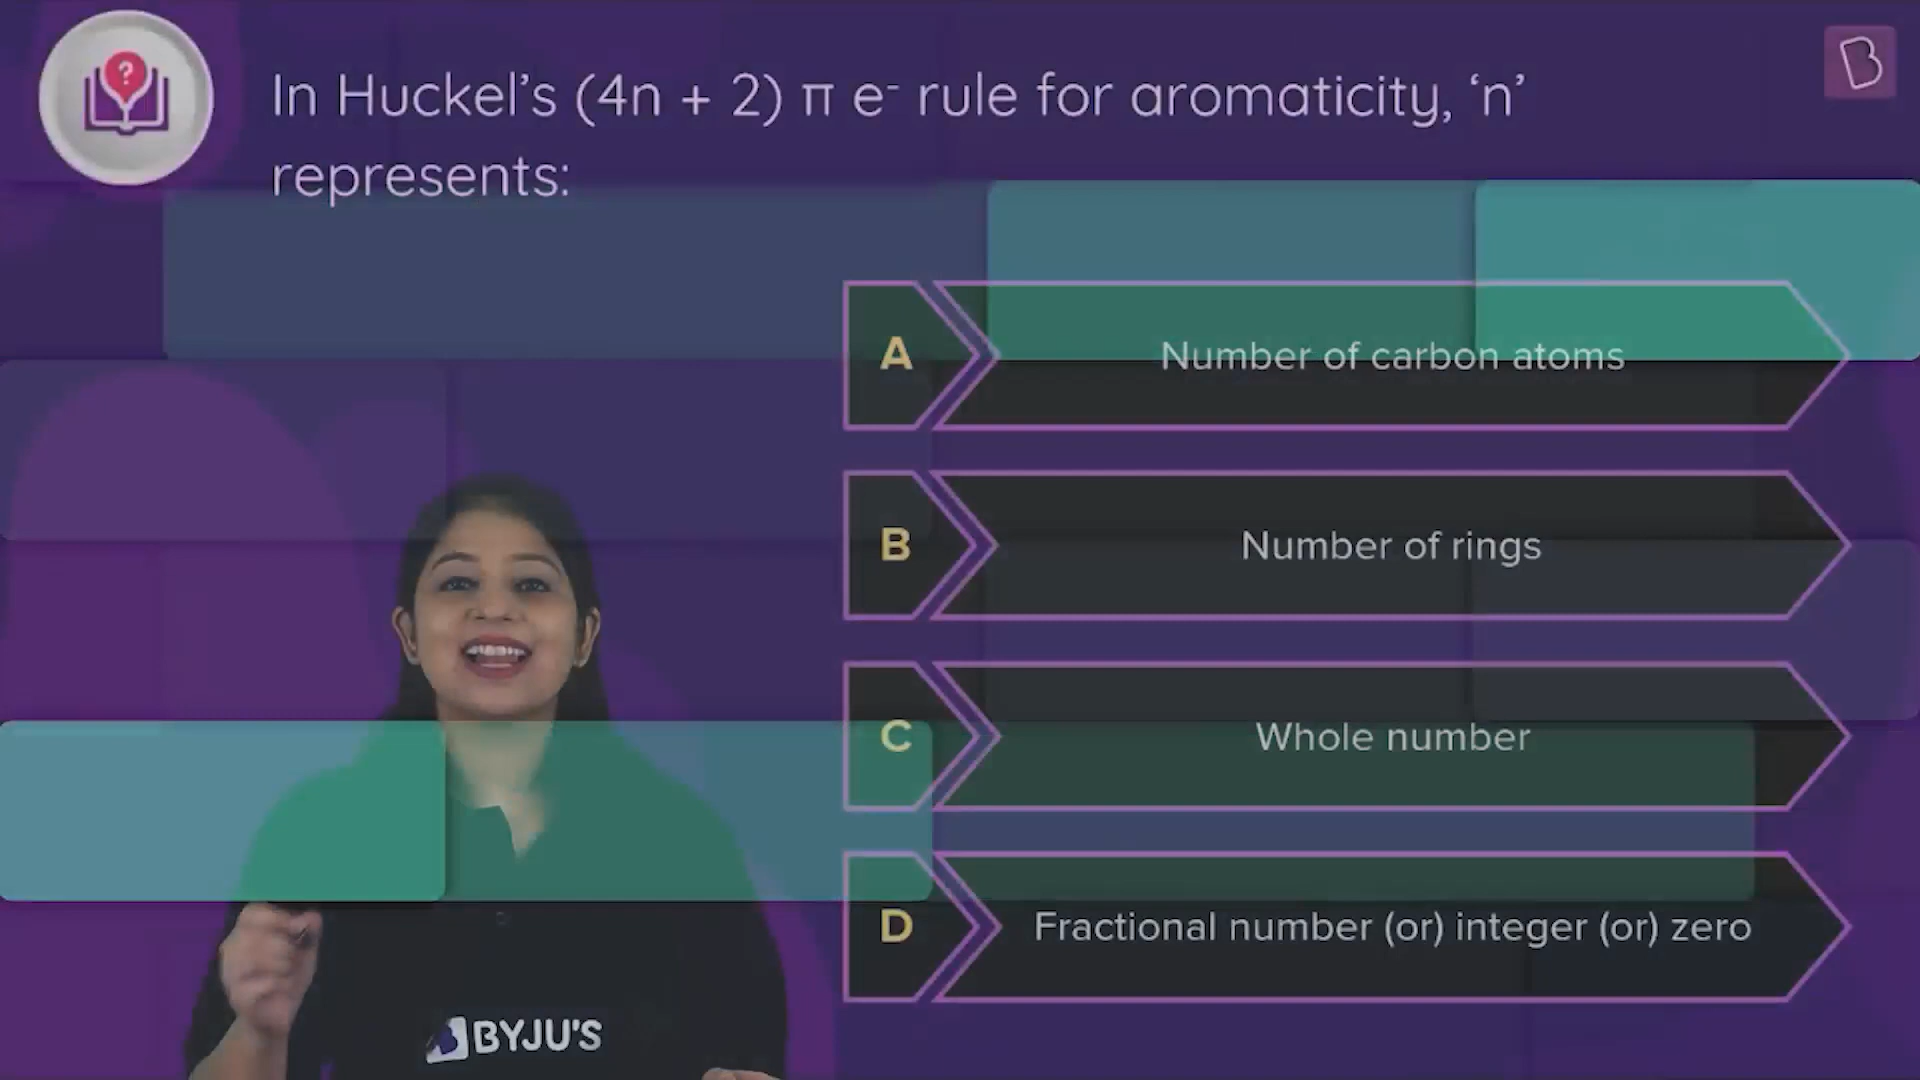 In Huckel’s (4n + 2) π e⁻ rule for aromaticity, ‘n’
represents:
A Number of carbon atoms
B Number of rings
C Whole number
D Fractional number (or) integer (or) zero
BYJU'S